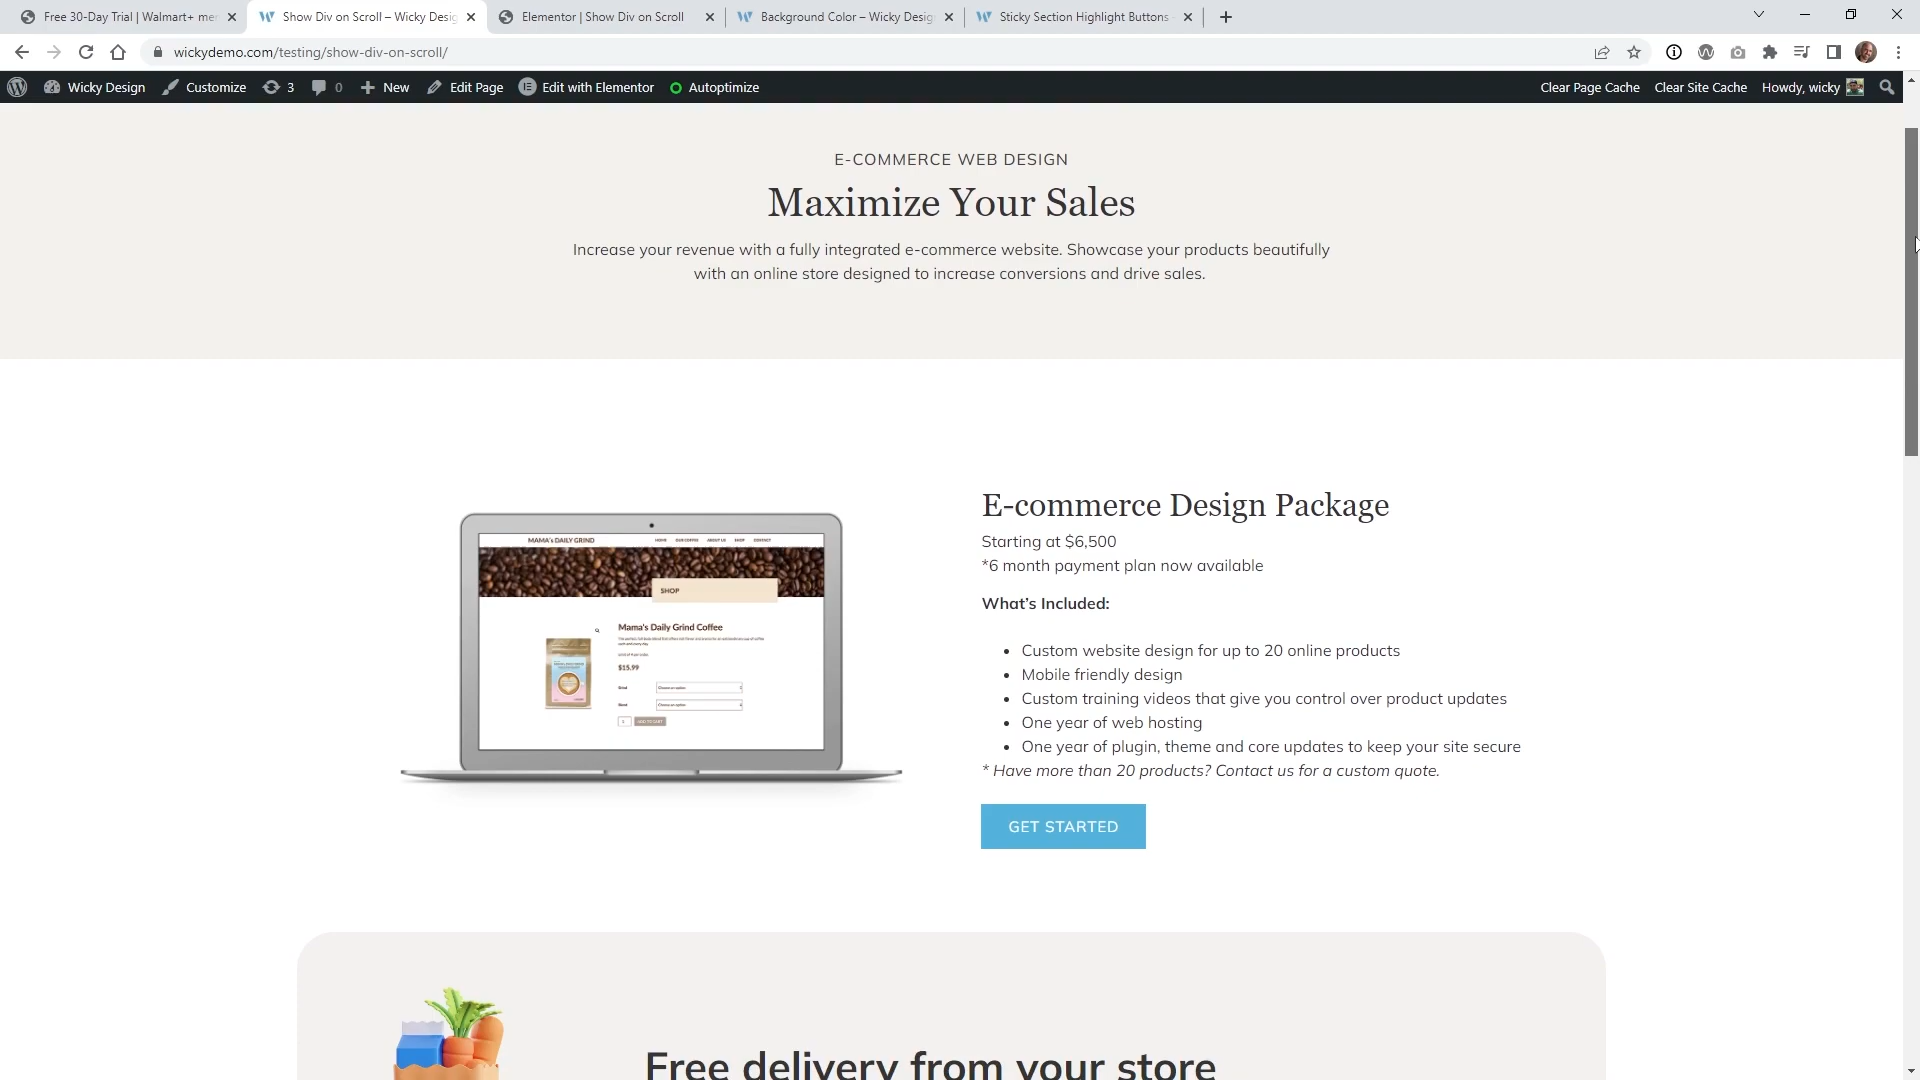 Free 30-Day Trial | Walmart+ mer
Show Div on Scroll – Wicky Desig
Elementor | Show Div on Scroll
Background Color – Wicky Desig
Sticky Section Highlight Buttons
wickydemo.com/testing/show-div-on-scroll/
Wicky Design
Customize
3
0
New
Edit Page
Edit with Elementor
Autoptimize
Clear Page Cache
Clear Site Cache
Howdy, wicky
E-COMMERCE WEB DESIGN
Maximize Your Sales
Increase your revenue with a fully integrated e-commerce website. Showcase your products beautifully
with an online store designed to increase conversions and drive sales.
MAMA's DAILY GRIND
HOME
OUR COFFEE
ABOUT US
SHOP
CONTACT
SHOP
Mama's Daily Grind Coffee
$15.99
Grind
Choose an option
Choose an option
ADD TO CART
E-commerce Design Package
Starting at $6,500
*6 month payment plan now available
What's Included:
• Custom website design for up to 20 online products
• Mobile friendly design
• Custom training videos that give you control over product updates
• One year of web hosting
• One year of plugin, theme and core updates to keep your site secure
* Have more than 20 products? Contact us for a custom quote.
GET STARTED
Free delivery from your store